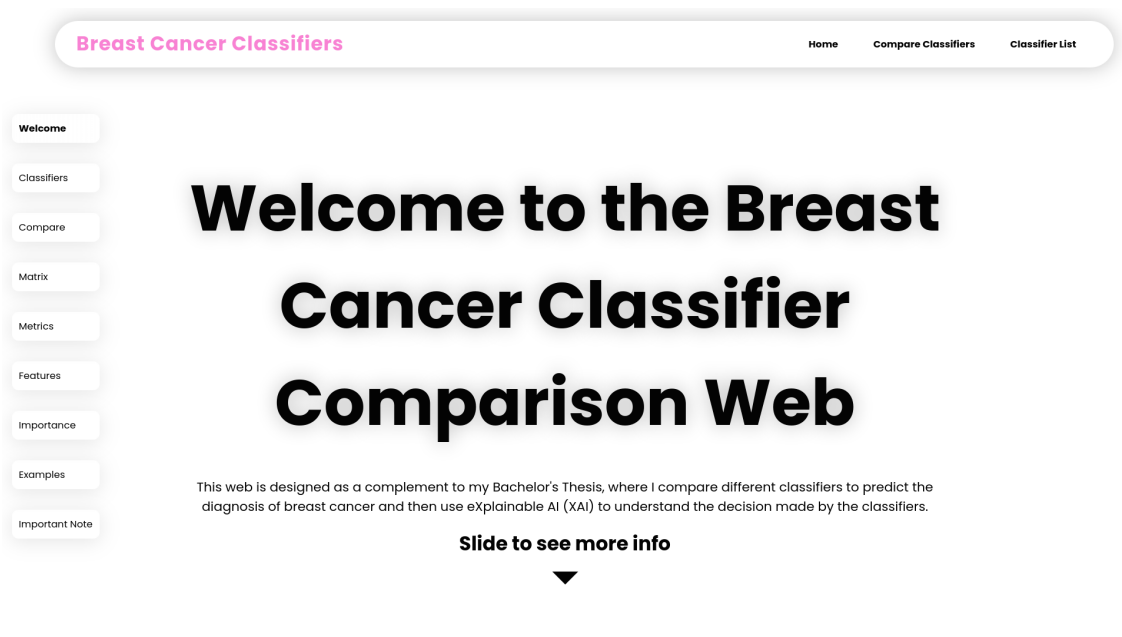 Breast Cancer Classifiers
Home Compare Classifiers Classifier List
Welcome
Classifiers
Compare
Matrix
Metrics
Features
Importance
Examples
Important Note
Welcome to the Breast
Cancer Classifier
Comparison Web
This web is designed as a complement to my Bachelor's Thesis, where I compare different classifiers to predict the
diagnosis of breast cancer and then use eXplainable AI (XAI) to understand the decision made by the classifiers.
Slide to see more info